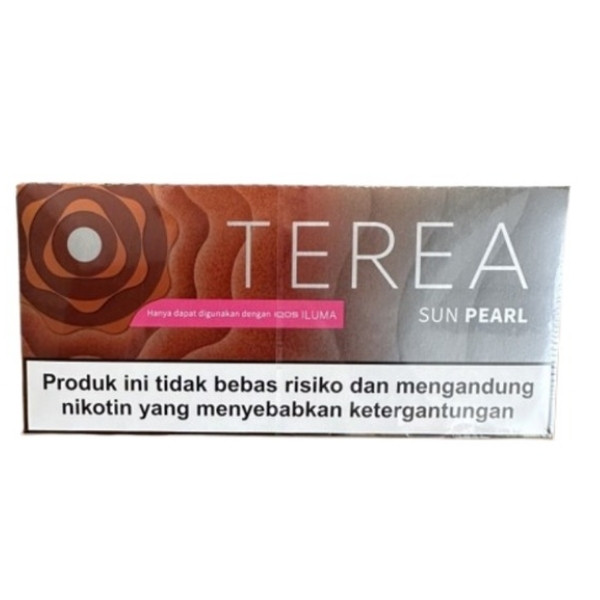 TEREA
Hanya dapat digunakan dengan IQOS ILUMA
SUN PEARL
Produk ini tidak bebas risiko dan mengandung
nikotin yang menyebabkan ketergantungan